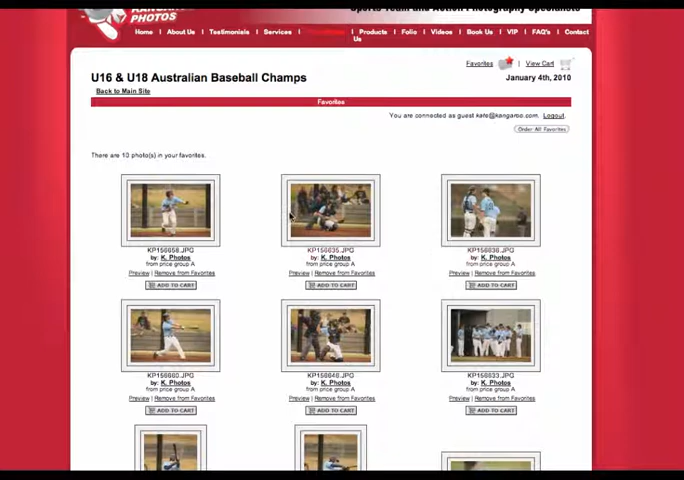 PHOTOS
Sports Team and Action Photography Specialists
Home | About Us | Testimonials | Services | | Products | Folio | Videos | Book Us | VIP | FAQ's | Contact Us
Favorites | View Cart
U16 & U18 Australian Baseball Champs
January 4th, 2010
Back to Main Site
Favorites
You are connected as guest kate@kangaroo.com. Logout.
Order All Favorites
There are 10 photo(s) in your favorites.
KP156658.JPG KP156635.JPG KP156638.JPG
by: K. Photos by: K. Photos by: K. Photos
from price group A from price group A from price group A
Preview | Remove from Favorites Preview | Remove from Favorites Preview | Remove from Favorites
ADD TO CART ADD TO CART ADD TO CART
KP156660.JPG KP156646.JPG KP156633.JPG
by: K. Photos by: K. Photos by: K. Photos
from price group A from price group A from price group A
Preview | Remove from Favorites Preview | Remove from Favorites Preview | Remove from Favorites
ADD TO CART ADD TO CART ADD TO CART